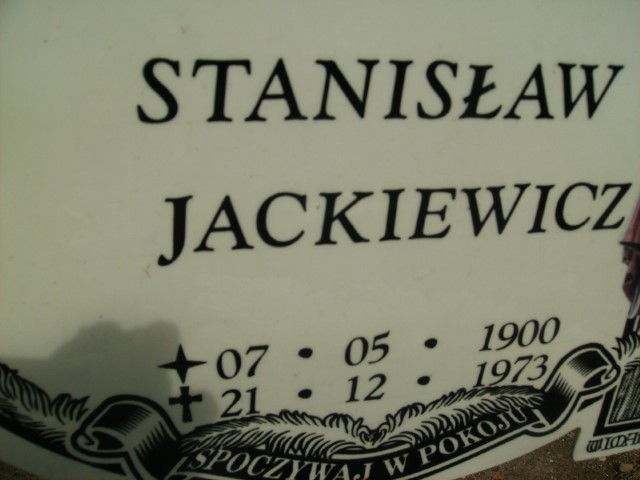 STANISŁAW
JACKIEWICZ
07 • 05 • 1900
21 • 12 • 1973
SPOCZYWAJ W POKOJU